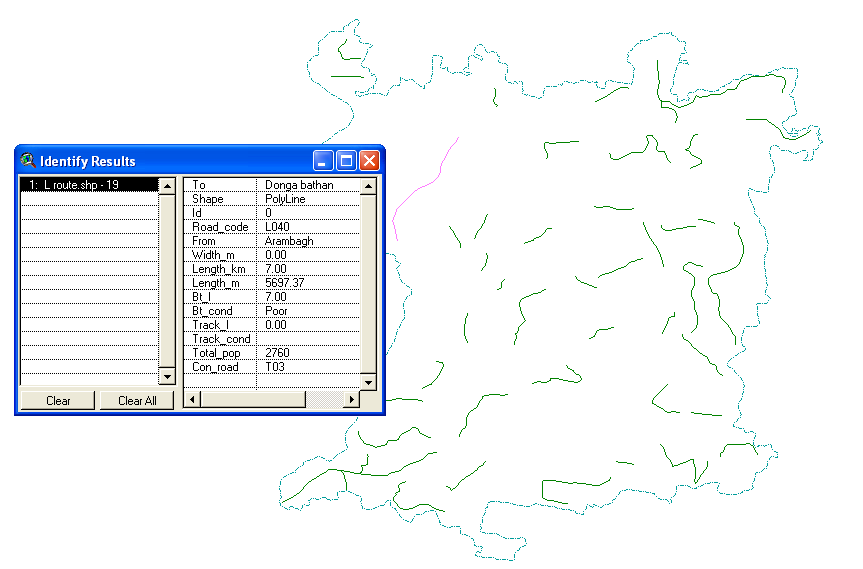 Identify Results
1: L route.shp - 19
To Donga bathan
Shape PolyLine
Id 0
Road_code L040
From Arambagh
Width_m 0.00
Length_km 7.00
Length_m 5697.37
Bt_l 7.00
Bt_cond Poor
Track_l 0.00
Track_cond
Total_pop 2760
Con_road T03
Clear Clear All